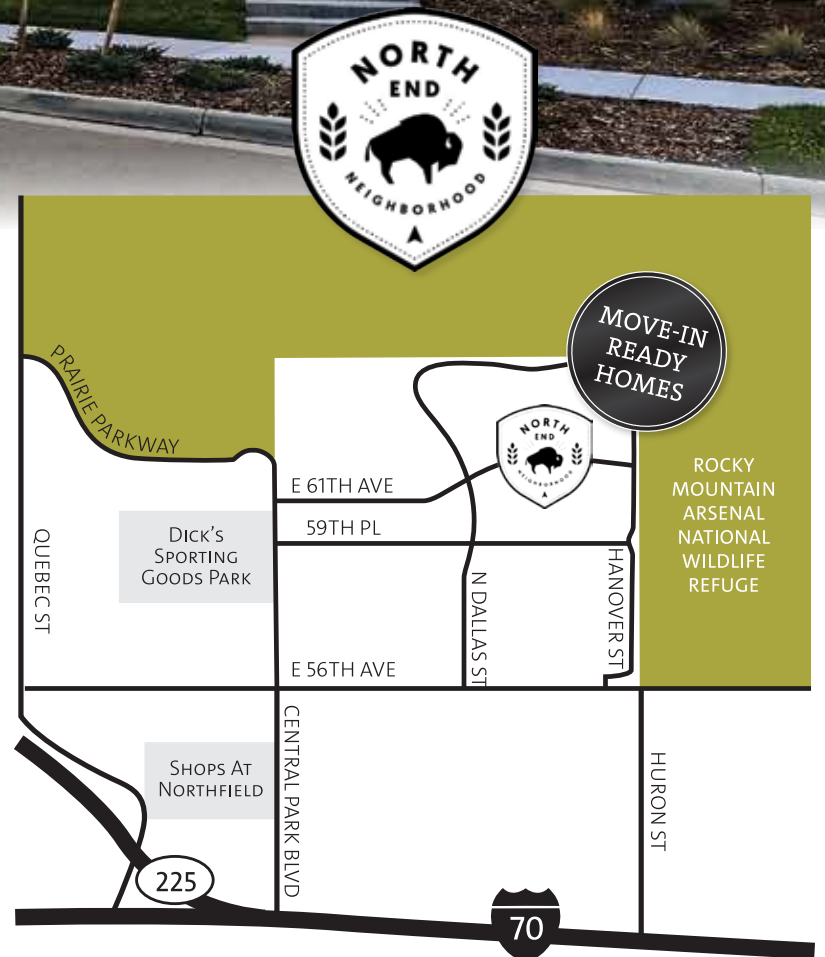 NORTH
END
NEIGHBORHOOD
MOVE-IN
READY
HOMES
PRAIRIE PARKWAY
NORTH
END
NEIGHBORHOOD
E 61TH AVE
ROCKY
MOUNTAIN
ARSENAL
NATIONAL
WILDLIFE
REFUGE
59TH PL
DICK'S
SPORTING
GOODS PARK
QUEBEC ST
N DALLAS ST
HANOVER ST
E 56TH AVE
CENTRAL PARK BLVD
SHOPS AT
NORTHFIELD
HURON ST
225
70